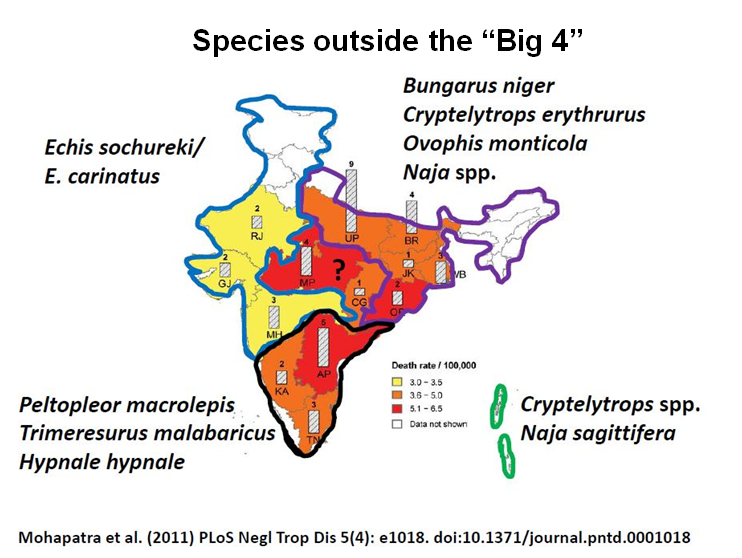 Species outside the “Big 4”
Bungarus niger
Cryptelytrops erythrurus
Ovophis monticola
Naja spp.
Echis sochureki/
E. carinatus
9
UP
4
BR
2
RJ
2
GJ
4
MP
?
1
JK
3
WB
1
CG
2
OR
3
MH
5
AP
2
KA
3
TN
Death rate / 100,000
3.0 – 3.5
3.6 – 5.0
5.1 – 6.5
Data not shown
Peltopleor macrolepis
Trimeresurus malabaricus
Hypnale hypnale
Cryptelytrops spp.
Naja sagittifera
Mohapatra et al. (2011) PLoS Negl Trop Dis 5(4): e1018. doi:10.1371/journal.pntd.0001018